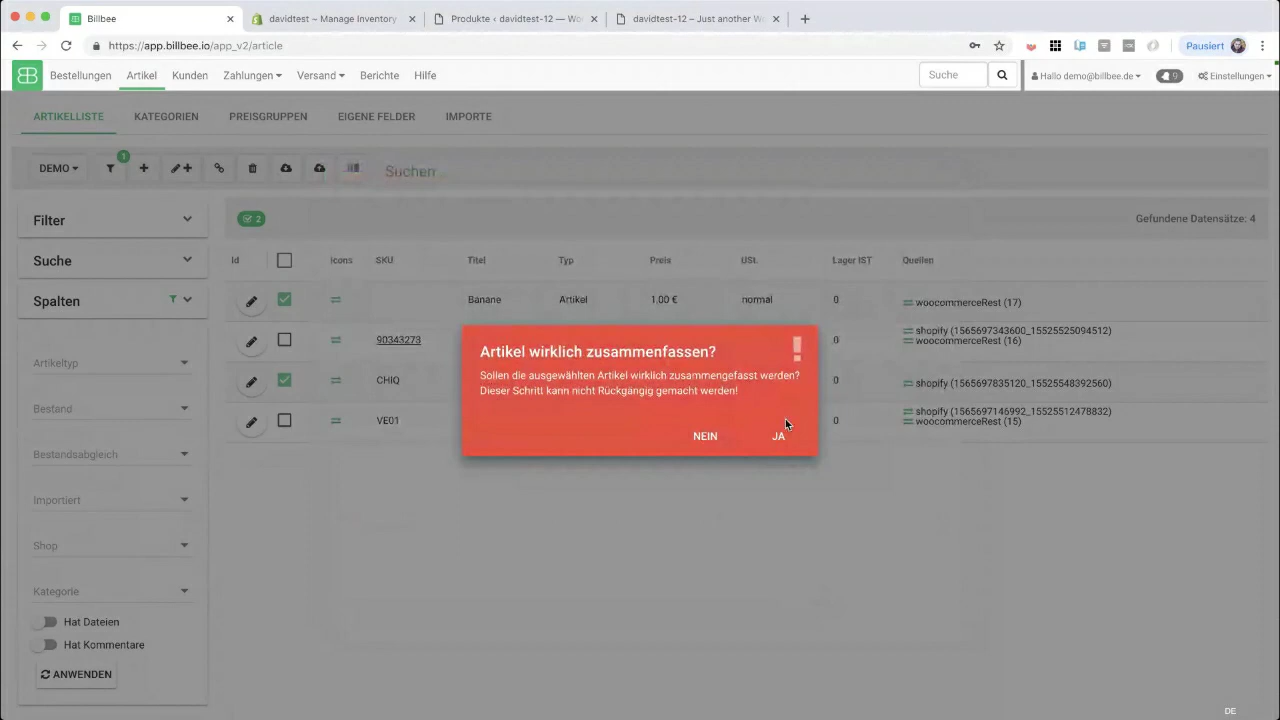 Billbee
davidtest ~ Manage Inventory
Produkte ‹ davidtest-12 — Wo
davidtest-12 – Just another W
https://app.billbee.io/app_v2/article
Pausiert
Bestellungen Artikel Kunden Zahlungen Versand Berichte Hilfe
Suche
Hallo demo@billbee.de
9
Einstellungen
ARTIKELLISTE KATEGORIEN PREISGRUPPEN EIGENE FELDER IMPORTE
DEMO
1
Suchen
Filter
Suche
Spalten
Artikeltyp
Bestand
Bestandsabgleich
Importiert
Shop
Kategorie
Hat Dateien
Hat Kommentare
ANWENDEN
2
Gefundene Datensätze: 4
Id Icons SKU Titel Typ Preis USt. Lager IST Quellen
Banane Artikel 1,00 € normal 0 woocommerceRest (17)
90343273 0 shopify (1565697343600_15525525094512)
woocommerceRest (16)
CHIQ 0 shopify (1565697835120_15525548392560)
VE01 0 shopify (1565697146992_15525512478832)
woocommerceRest (15)
Artikel wirklich zusammenfassen?
Sollen die ausgewählten Artikel wirklich zusammengefasst werden?
Dieser Schritt kann nicht Rückgängig gemacht werden!
NEIN JA
DE